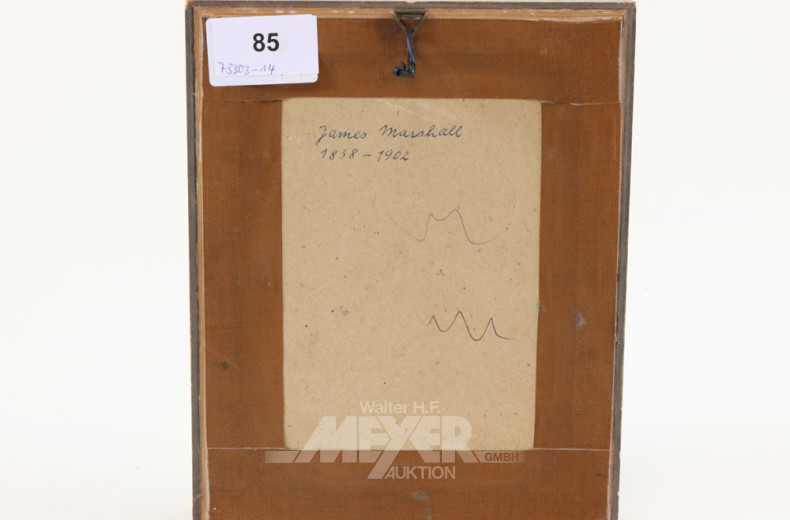 85
73303-14
James Marshall
1838-1902
Walter H.F.
MEYER
GMBH
AUKTION